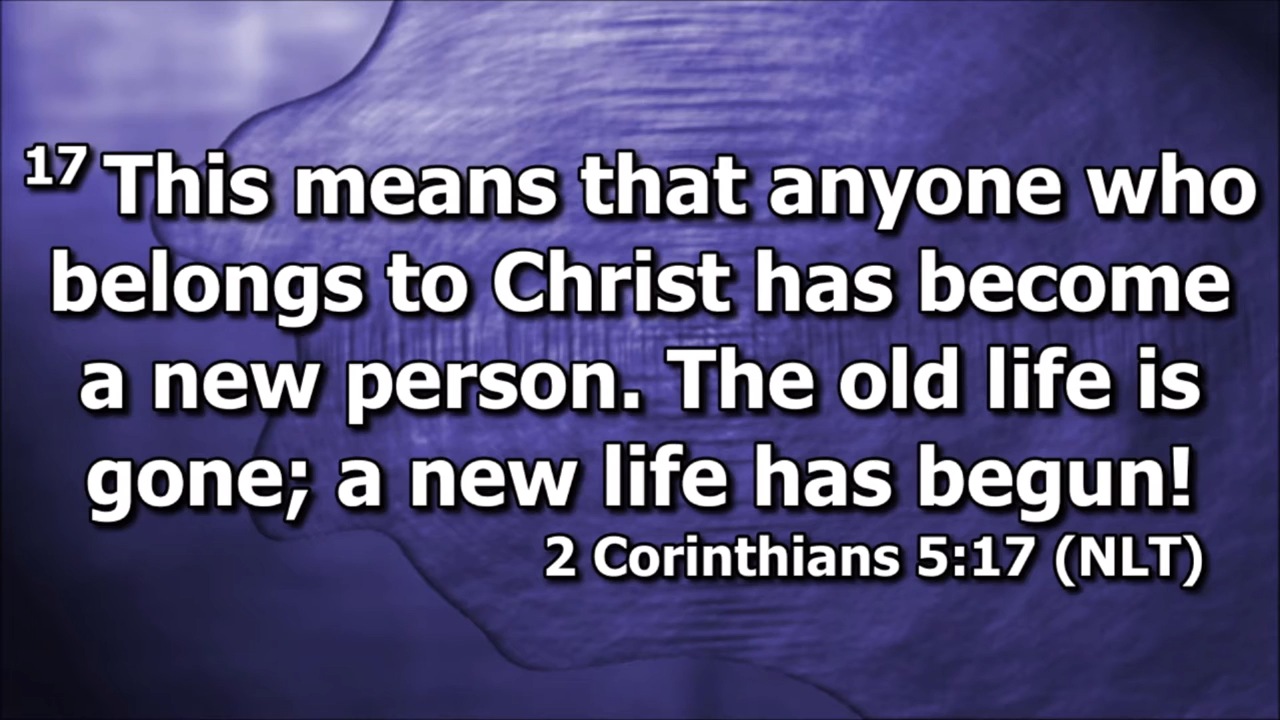 17 This means that anyone who
belongs to Christ has become
a new person. The old life is
gone; a new life has begun!
2 Corinthians 5:17 (NLT)